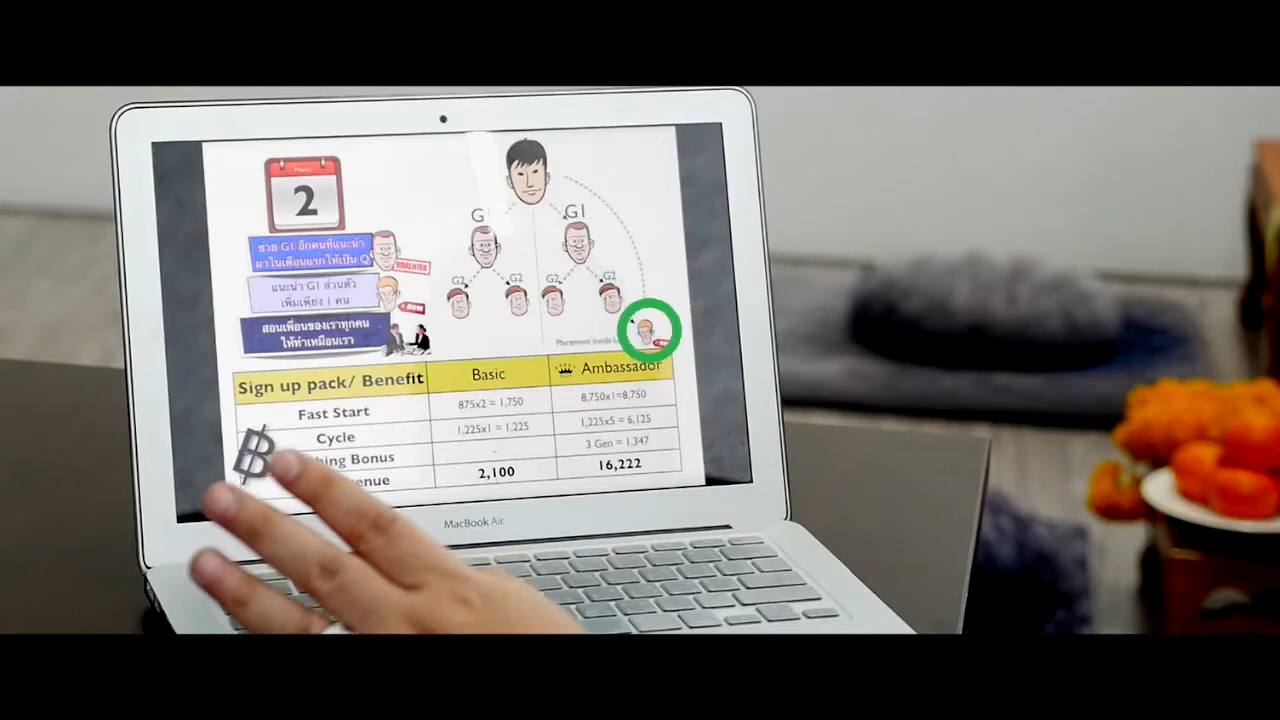 2
ช่วย G1 อีกคนที่แนะนำ
มาในเดือนแรกให้เป็น Q
QUALIFIED
แนะนำ G1 ส่วนตัว
เพิ่มเพียง 1 คน
New
สอนเพื่อนของเราทุกคน
ให้ทำเหมือนเรา
G1
G2 G2 G2 G2
Placement inside
Sign up pack/ Benefit Basic Ambassador
Fast Start 875x2 = 1,750 8,750x1=8,750
Cycle 1,225x1 = 1,225 1,225x5 = 6,125
Bonus - 3 Gen = 1,347
2,100 16,222
฿
MacBook Air